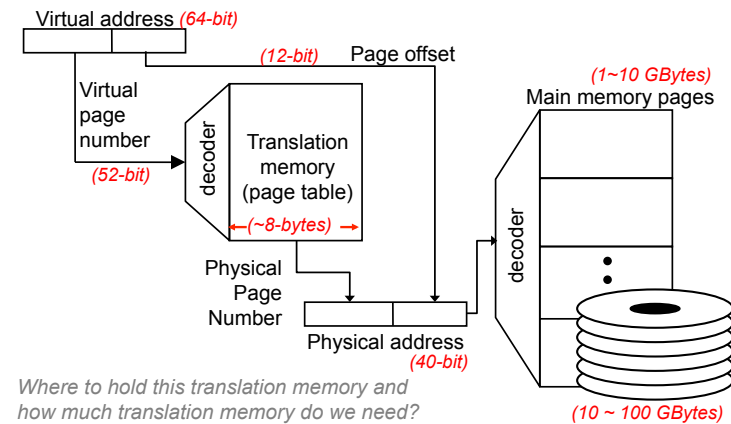 Virtual address (64-bit)
(12-bit) Page offset
(1~10 GBytes)
Main memory pages
Virtual
page
number
(52-bit)
decoder
Translation
memory
(page table)
(~8-bytes)
decoder
Physical
Page
Number
Physical address
(40-bit)
Where to hold this translation memory and
how much translation memory do we need?
(10 ~ 100 GBytes)